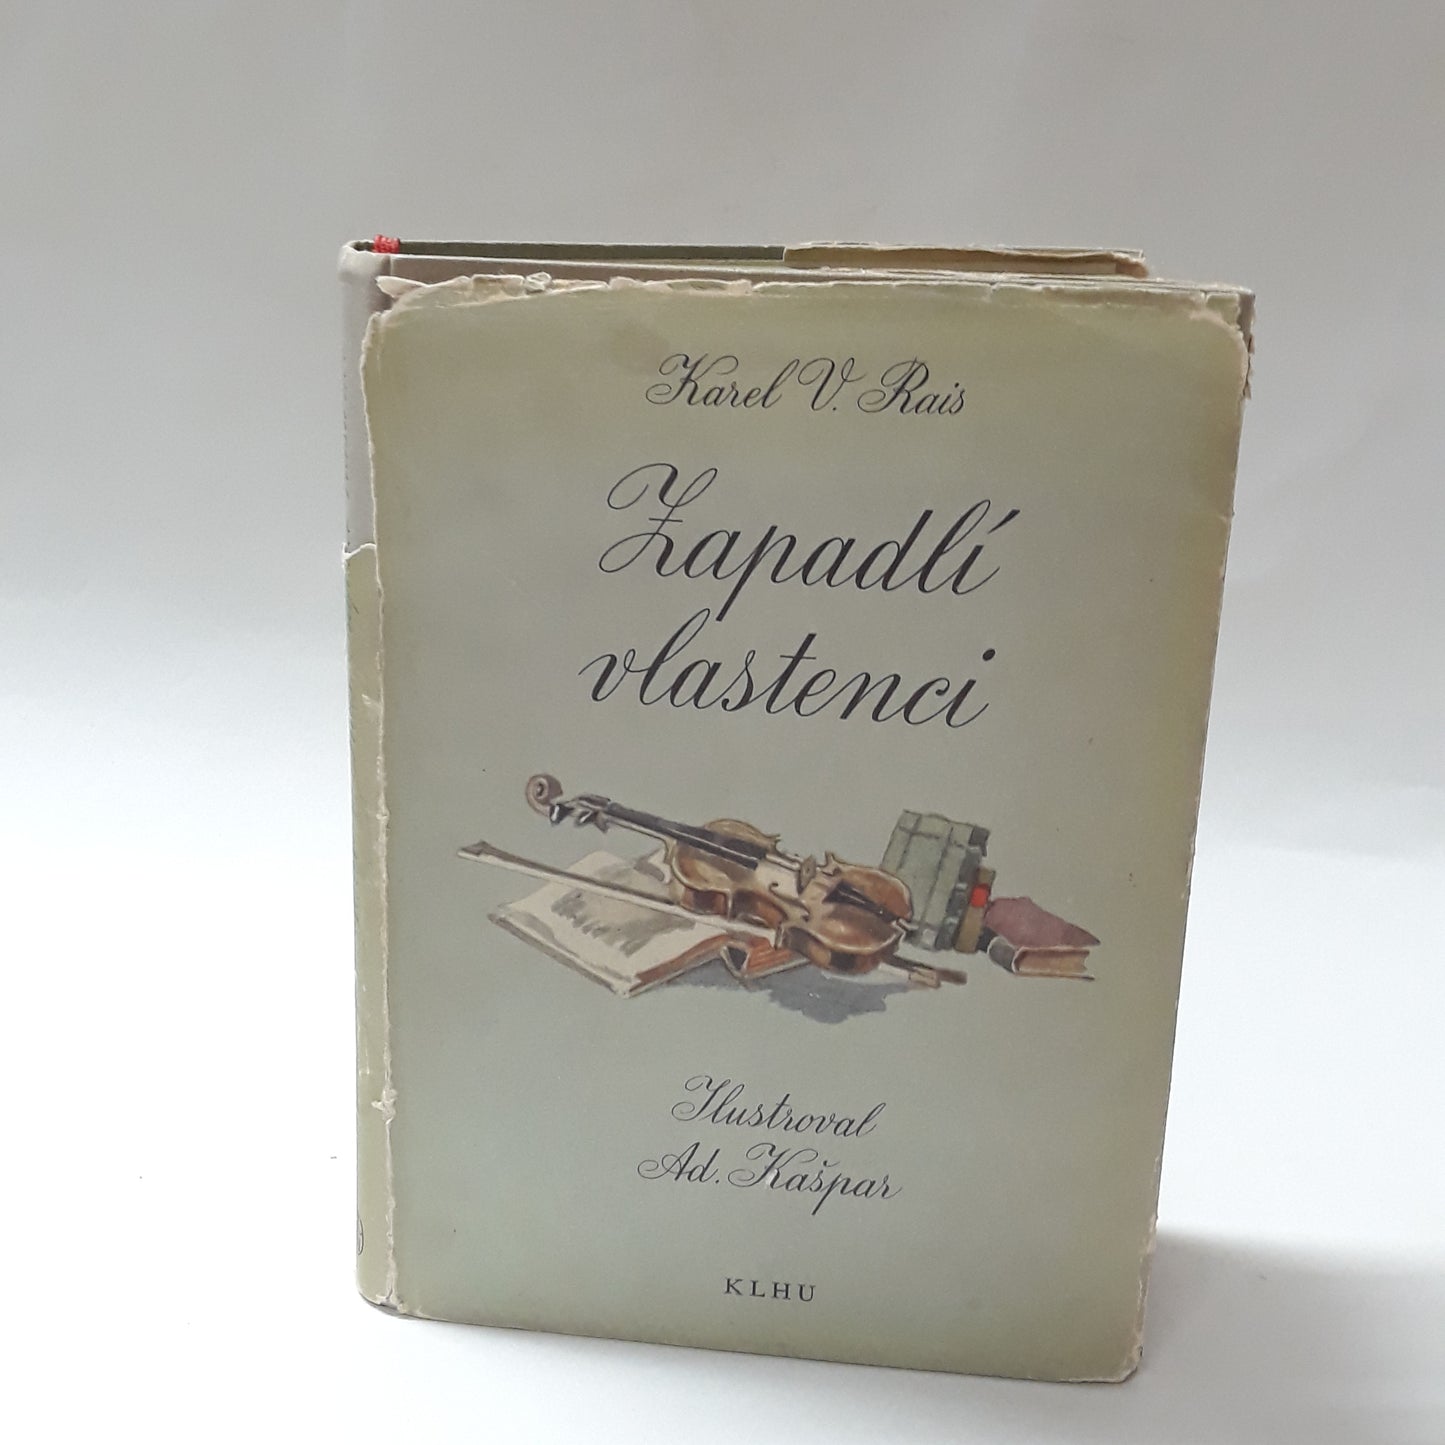 Karel V. Rais
Zapadlí
vlastenci
Ilustroval
Ad. Kašpar
KLHU